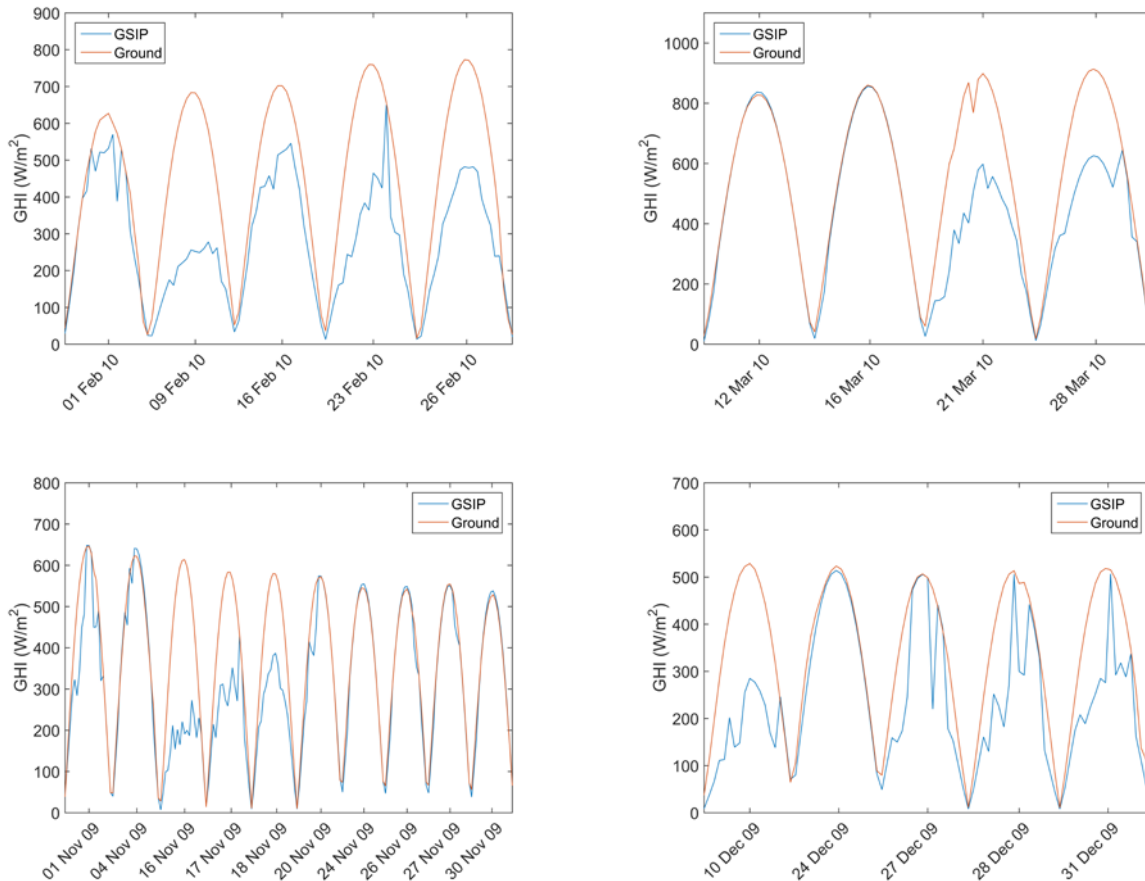 900
800
700
600
500
400
300
200
100
0
GHI (W/m²)
GSIP
Ground
01 Feb 10
09 Feb 10
16 Feb 10
23 Feb 10
26 Feb 10
1000
800
600
400
200
0
GHI (W/m²)
GSIP
Ground
12 Mar 10
16 Mar 10
21 Mar 10
28 Mar 10
800
700
600
500
400
300
200
100
0
GHI (W/m²)
GSIP
Ground
01 Nov 09
04 Nov 09
16 Nov 09
17 Nov 09
18 Nov 09
20 Nov 09
24 Nov 09
26 Nov 09
27 Nov 09
30 Nov 09
700
600
500
400
300
200
100
0
GHI (W/m²)
GSIP
Ground
10 Dec 09
24 Dec 09
27 Dec 09
28 Dec 09
31 Dec 09